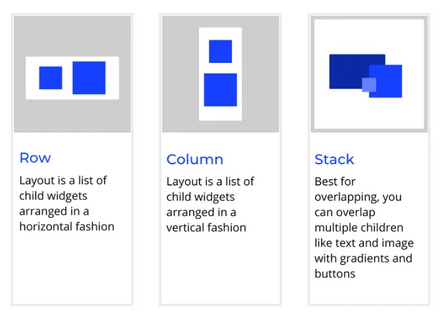 Row
Layout is a list of
child widgets
arranged in a
horizontal fashion
Column
Layout is a list of
child widgets
arranged in a
vertical fashion
Stack
Best for
overlapping, you
can overlap
multiple children
like text and image
with gradients and
buttons